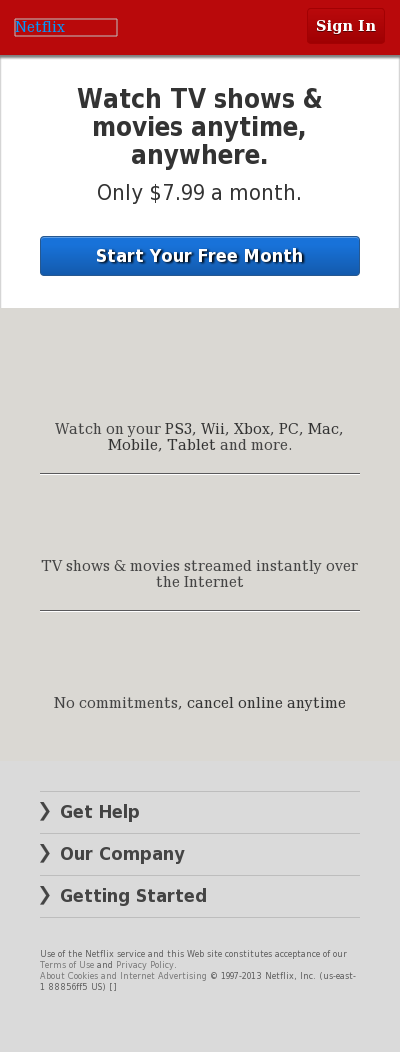 Netflix
Sign In
Watch TV shows &
movies anytime,
anywhere.
Only $7.99 a month.
Start Your Free Month
Watch on your PS3, Wii, Xbox, PC, Mac,
Mobile, Tablet and more.
TV shows & movies streamed instantly over
the Internet
No commitments, cancel online anytime
❯ Get Help
❯ Our Company
❯ Getting Started
Use of the Netflix service and this Web site constitutes acceptance of our
Terms of Use and Privacy Policy.
About Cookies and Internet Advertising © 1997-2013 Netflix, Inc. (us-east-
1 88856ff5 US) []